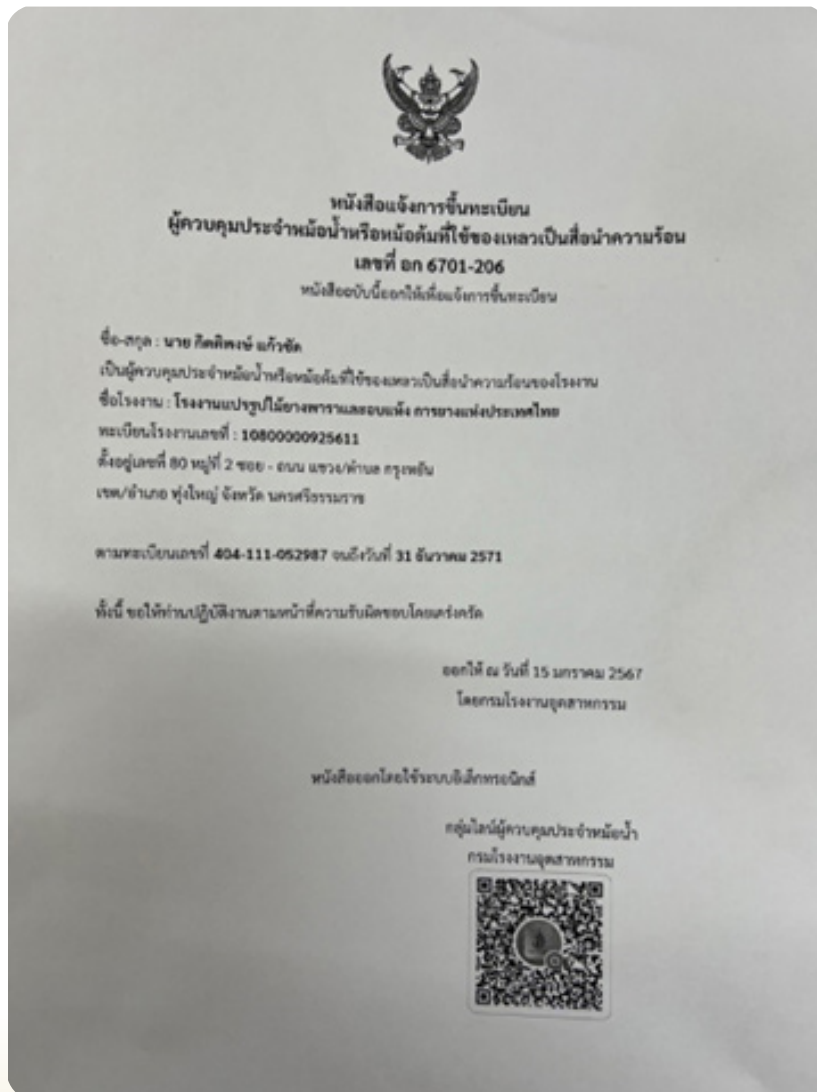 หนังสือแจ้งการขึ้นทะเบียน
ผู้ควบคุมประจำหม้อน้ำหรือหม้อต้มที่ใช้ของเหลวเป็นสื่อนำความร้อน
เลขที่ อก 6701-206
หนังสือฉบับนี้ออกให้เพื่อแจ้งการขึ้นทะเบียน
ชื่อ-สกุล : นาย กิตติพงษ์ แก้วชัด
เป็นผู้ควบคุมประจำหม้อน้ำหรือหม้อต้มที่ใช้ของเหลวเป็นสื่อนำความร้อนของโรงงาน
ชื่อโรงงาน : โรงงานแปรรูปไม้ยางพาราและอบแห้ง การยางแห่งประเทศไทย
ทะเบียนโรงงานเลขที่ : 10800000925611
ตั้งอยู่เลขที่ 80 หมู่ที่ 2 ซอย - ถนน แขวง/ตำบล กรุงหยัน
เขต/อำเภอ ทุ่งใหญ่ จังหวัด นครศรีธรรมราช
ตามทะเบียนเลขที่ 404-111-052987 จนถึงวันที่ 31 ธันวาคม 2571
ทั้งนี้ ขอให้ท่านปฏิบัติงานตามหน้าที่ความรับผิดชอบโดยเคร่งครัด
ออกให้ ณ วันที่ 15 มกราคม 2567
โดยกรมโรงงานอุตสาหกรรม
หนังสือออกโดยใช้ระบบอิเล็กทรอนิกส์
กลุ่มไลน์ผู้ควบคุมประจำหม้อน้ำ
กรมโรงงานอุตสาหกรรม